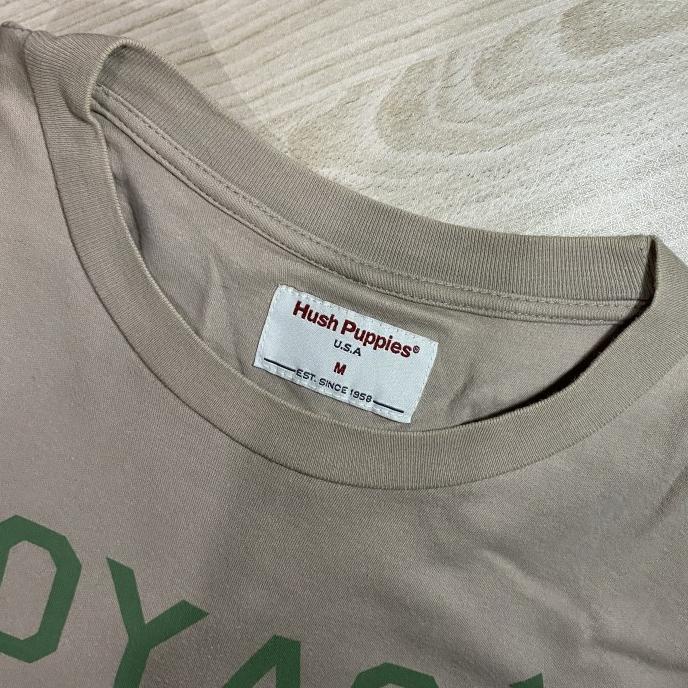 Hush Puppies®
U.S.A
M
EST. SINCE 1958